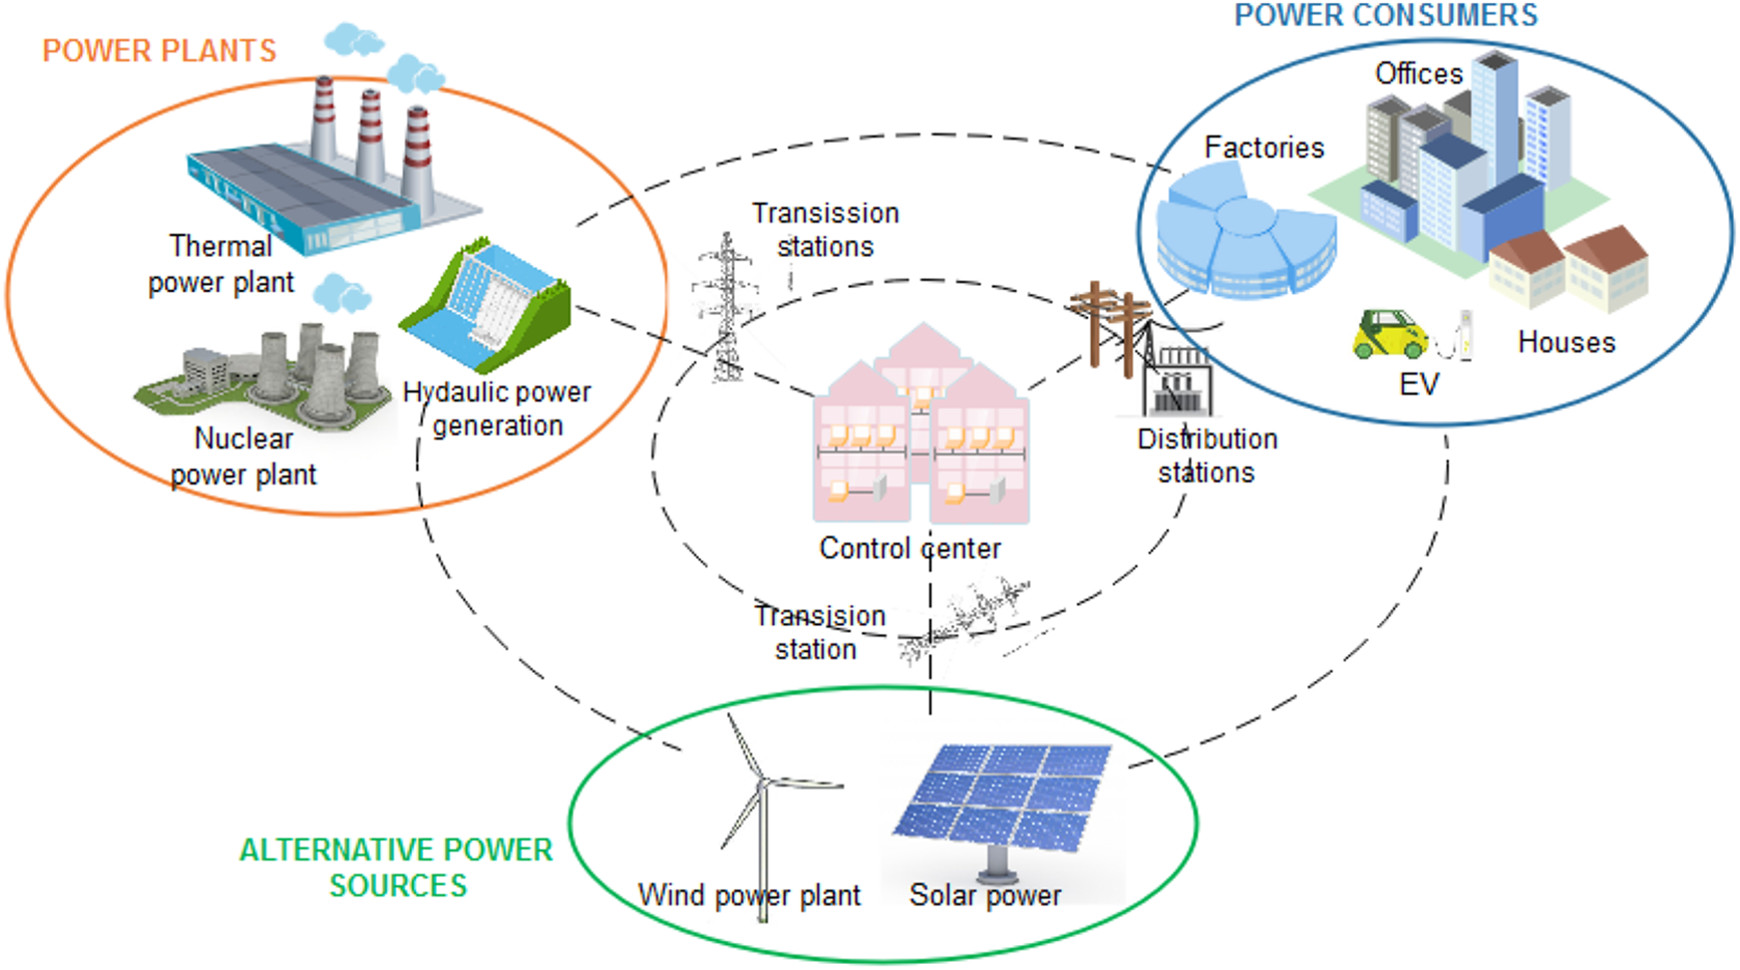 POWER PLANTS
Thermal
power plant
Hydaulic power
generation
Nuclear
power plant
POWER CONSUMERS
Offices
Factories
Houses
EV
Transission
stations
Distribution
stations
Control center
Transision
station
ALTERNATIVE POWER
SOURCES
Wind power plant
Solar power